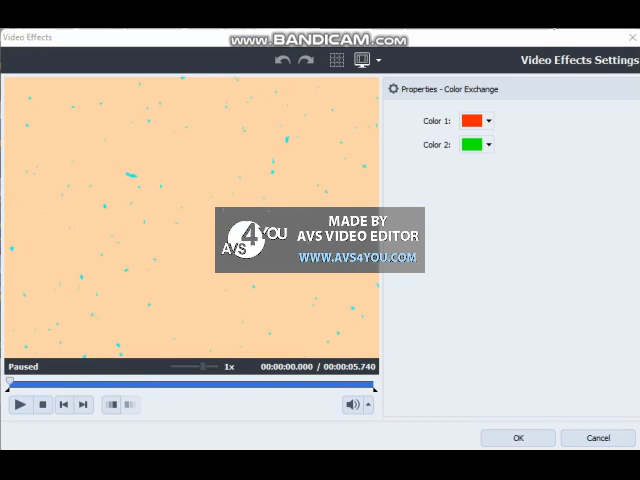 Video Effects
www.BANDICAM.com
Video Effects Settings
Properties - Color Exchange
Color 1:
Color 2:
AVS4YOU
MADE BY
AVS VIDEO EDITOR
WWW.AVS4YOU.COM
Paused
1x
00:00:00.000 / 00:00:05.740
OK
Cancel